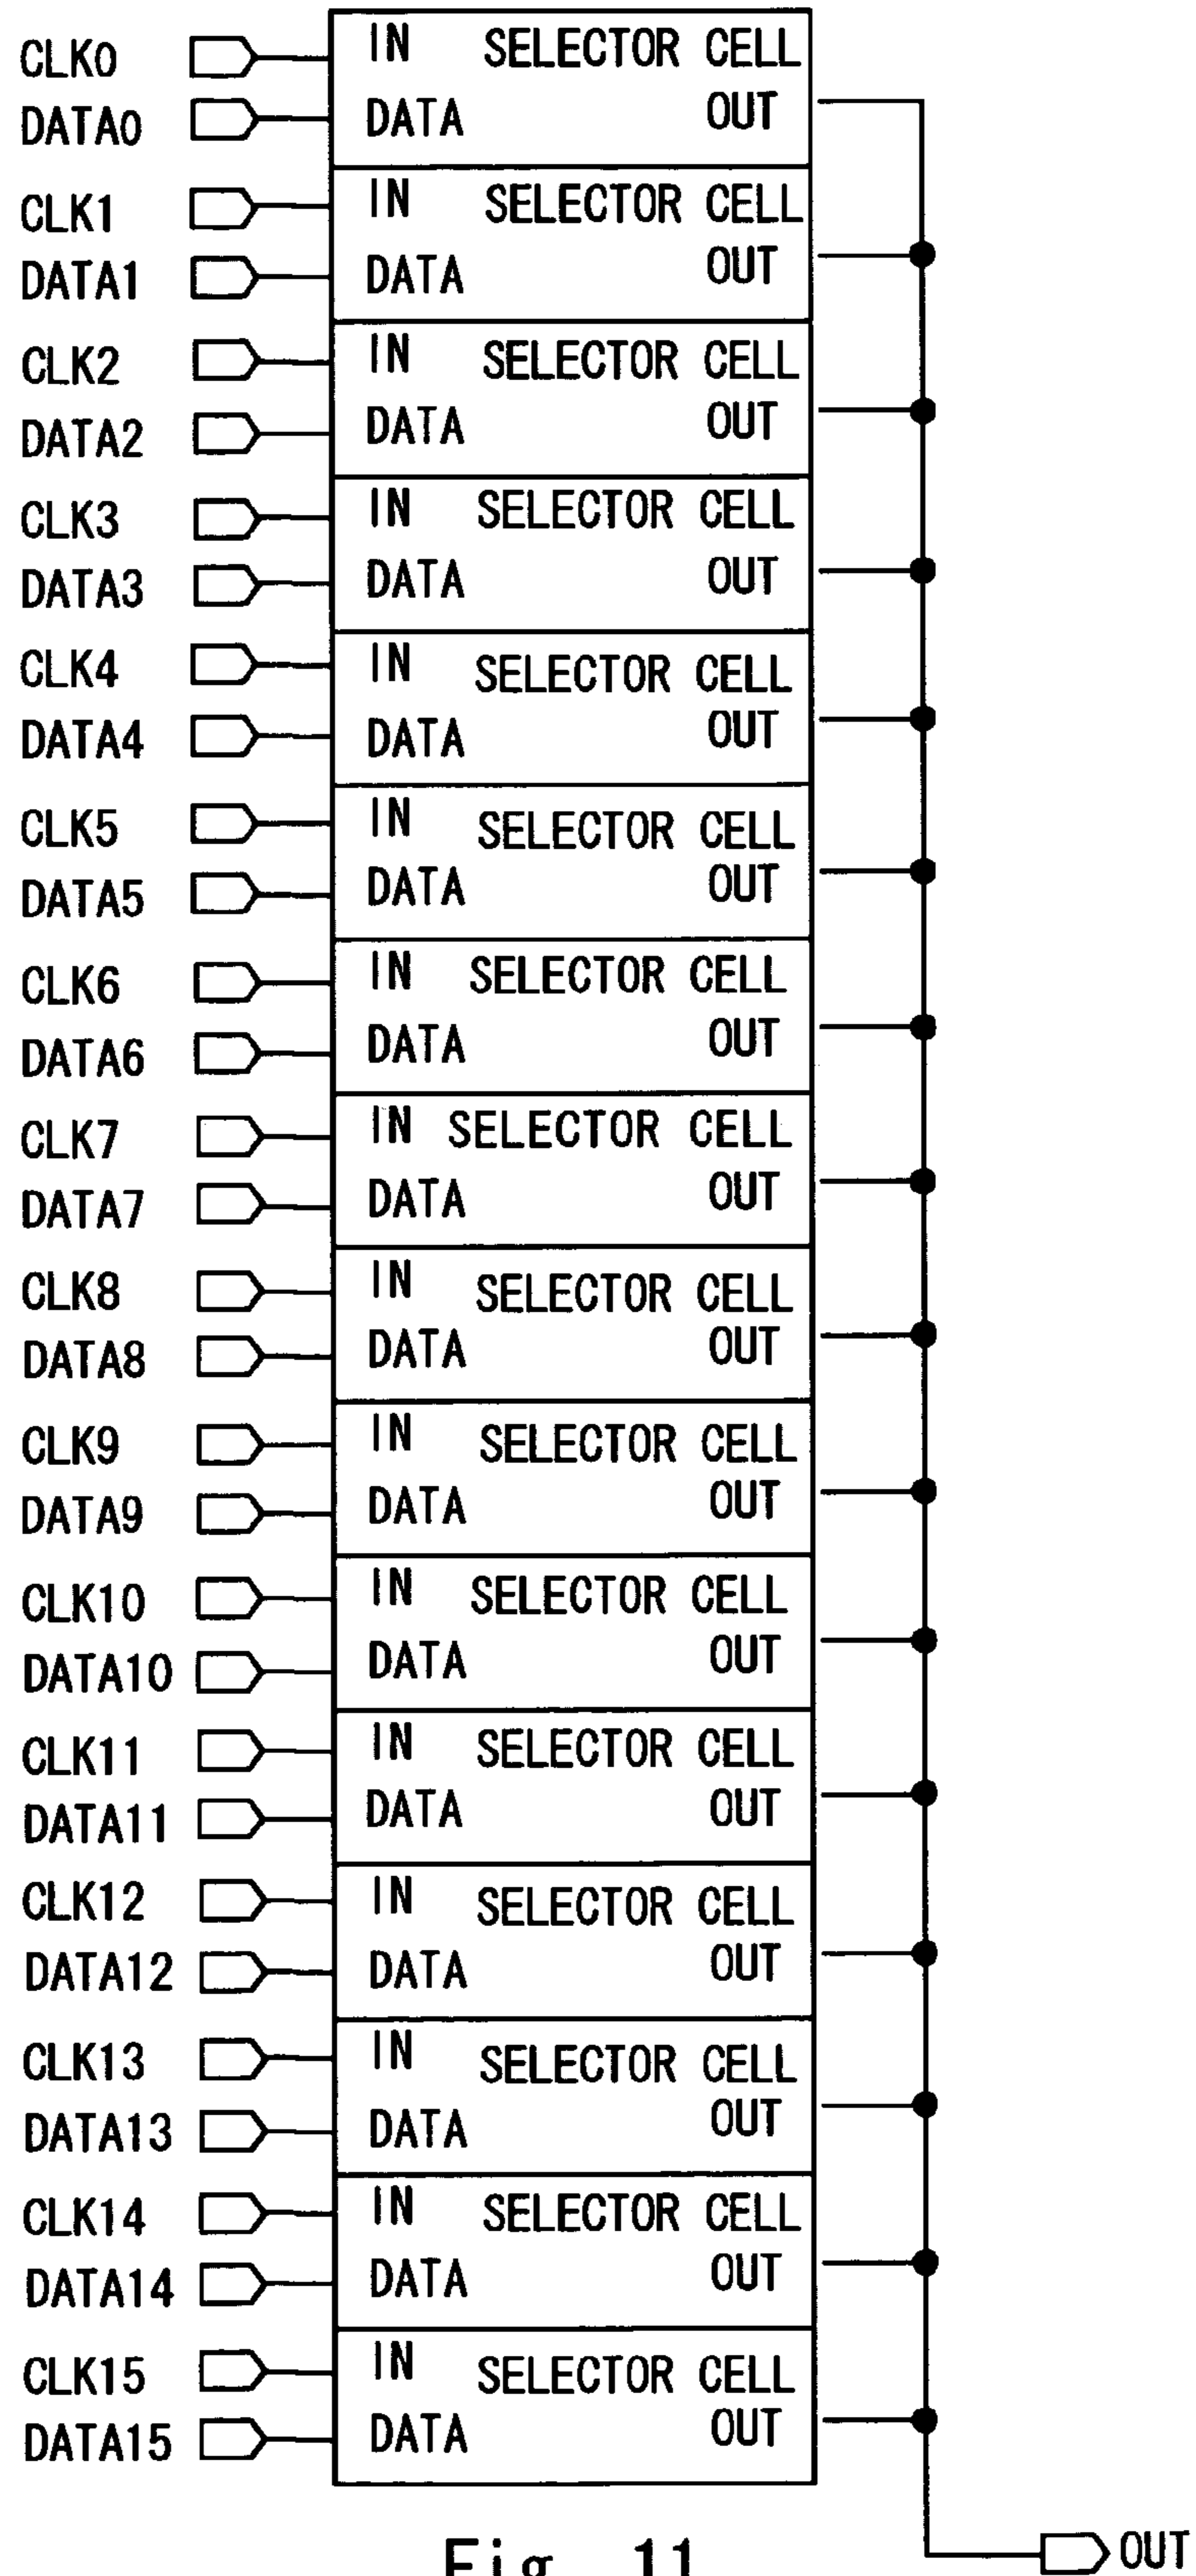 CLK0 IN SELECTOR CELL
DATA0 DATA OUT
CLK1 IN SELECTOR CELL
DATA1 DATA OUT
CLK2 IN SELECTOR CELL
DATA2 DATA OUT
CLK3 IN SELECTOR CELL
DATA3 DATA OUT
CLK4 IN SELECTOR CELL
DATA4 DATA OUT
CLK5 IN SELECTOR CELL
DATA5 DATA OUT
CLK6 IN SELECTOR CELL
DATA6 DATA OUT
CLK7 IN SELECTOR CELL
DATA7 DATA OUT
CLK8 IN SELECTOR CELL
DATA8 DATA OUT
CLK9 IN SELECTOR CELL
DATA9 DATA OUT
CLK10 IN SELECTOR CELL
DATA10 DATA OUT
CLK11 IN SELECTOR CELL
DATA11 DATA OUT
CLK12 IN SELECTOR CELL
DATA12 DATA OUT
CLK13 IN SELECTOR CELL
DATA13 DATA OUT
CLK14 IN SELECTOR CELL
DATA14 DATA OUT
CLK15 IN SELECTOR CELL
DATA15 DATA OUT
OUT
Fig. 11